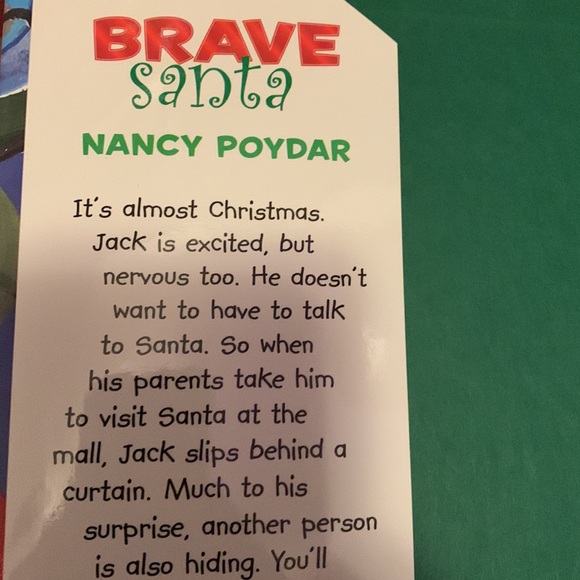 BRAVE
santa
NANCY POYDAR
It's almost Christmas.
Jack is excited, but
nervous too. He doesn't
want to have to talk
to Santa. So when
his parents take him
to visit Santa at the
mall, Jack slips behind a
curtain. Much to his
surprise, another person
is also hiding. You'll